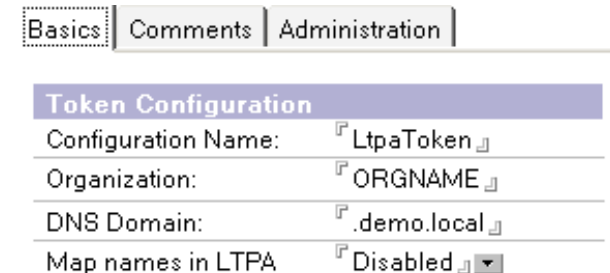 Basics Comments Administration
Token Configuration
Configuration Name: LtpaToken
Organization: ORGNAME
DNS Domain: .demo.local
Map names in LTPA Disabled